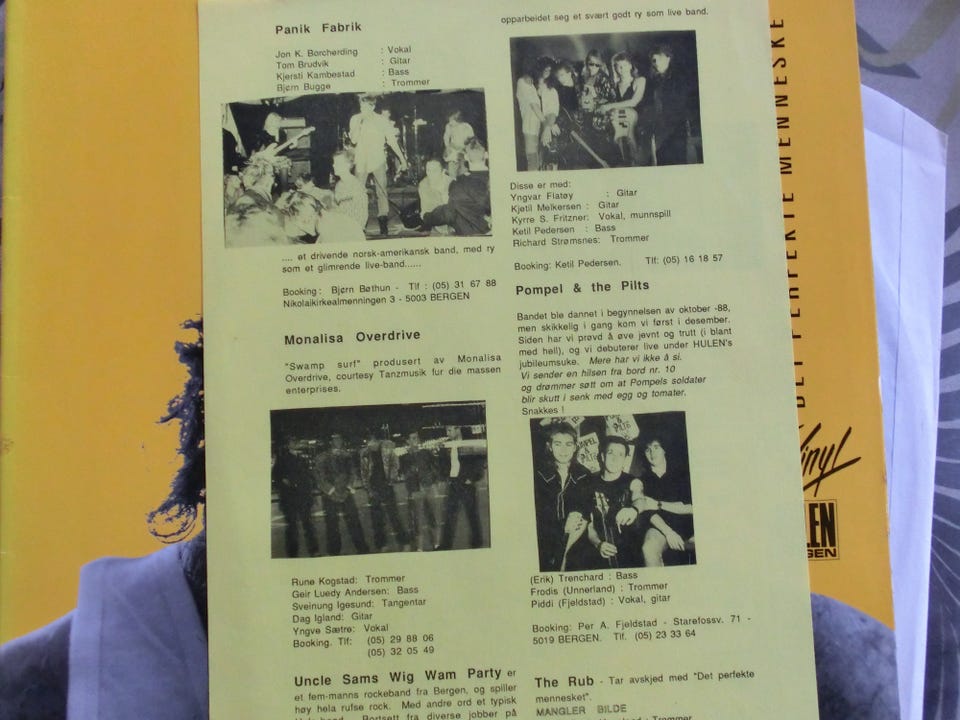 Panik Fabrik
Jon K. Borcherding : Vokal
Tom Brudvik : Gitar
Kjersti Kambestad : Bass
Bjørn Bugge : Trommer
.... et drivende norsk-amerikansk band, med ry
som et glimrende live-band......
Booking : Bjørn Bøthun - Tlf : (05) 31 67 88
Nikolaikirkealmenningen 3 - 5003 BERGEN
Monalisa Overdrive
"Swamp surf" produsert av Monalisa
Overdrive, courtesy Tanzmusik fur die massen
enterprises.
Rune Kogstad: Trommer
Geir Luedy Andersen: Bass
Sveinung Igesund: Tangentar
Dag Igland: Gitar
Yngve Sætre: Vokal
Booking. Tlf: (05) 29 88 06
(05) 32 05 49
Uncle Sams Wig Wam Party er
et fem-manns rockeband fra Bergen, og spiller
høy hela rufse rock. Med andre ord et typisk
band. Bortsett fra diverse jobber på
opparbeidet seg et svært godt ry som live band.
Disse er med:
Yngvar Flatøy : Gitar
Kjetil Melkersen : Gitar
Kyrre S. Fritzner: Vokal, munnspill
Ketil Pedersen : Bass
Richard Strømsnes: Trommer
Booking: Ketil Pedersen. Tlf: (05) 16 18 57
Pompel & the Pilts
Bandet ble dannet i begynnelsen av oktober -88,
men skikkelig i gang kom vi først i desember.
Siden har vi prøvd å øve jevnt og trutt (i blant
med hell), og vi debuterer live under HULEN's
jubileumsuke. Mere har vi ikke å si.
Vi sender en hilsen fra bord nr. 10
og drømmer søtt om at Pompels soldater
blir skutt i senk med egg og tomater.
Snakkes !
(Erik) Trenchard : Bass
Frodis (Unnerland) : Trommer
Piddi (Fjeldstad) : Vokal, gitar
Booking: Per A. Fjeldstad - Starefossv. 71 -
5019 BERGEN. Tlf. (05) 23 33 64
The Rub - Tar avskjed med "Det perfekte
mennesket".
MANGLER BILDE
: Trommer
DET PERFEKTE MENNESKE
Vinyl
LEN
GEN